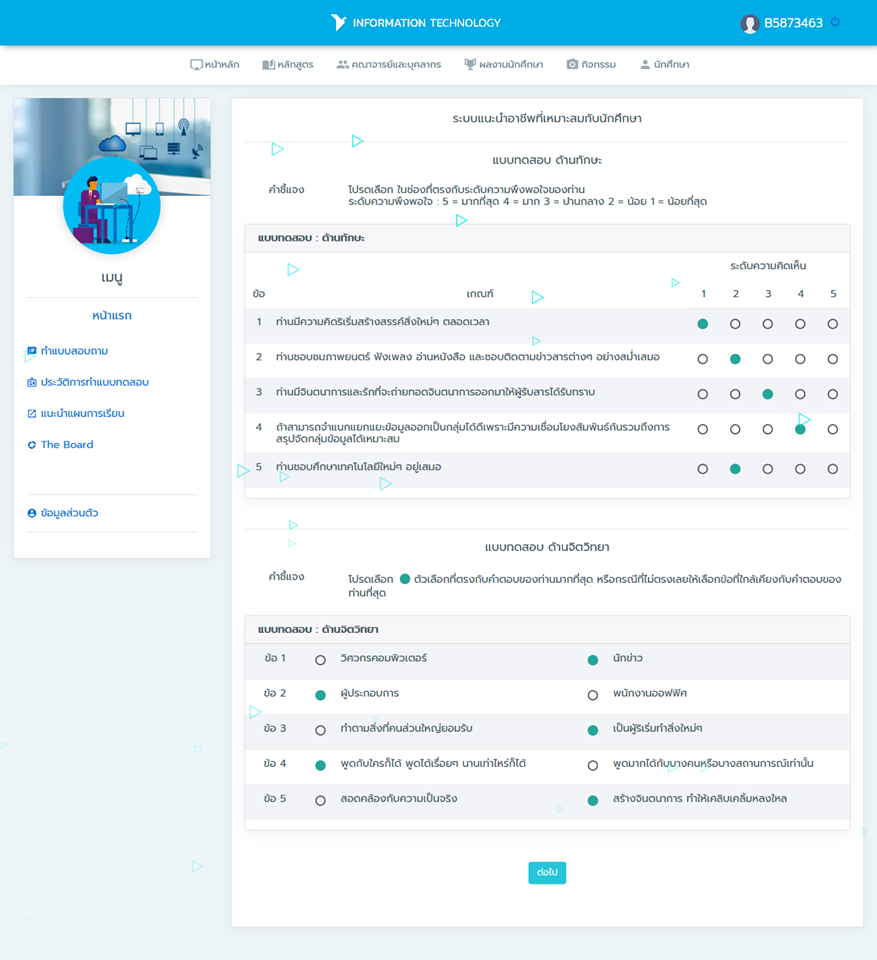 INFORMATION TECHNOLOGY
B5873463
หน้าหลัก
หลักสูตร
คณาจารย์และบุคลากร
ผลงานนักศึกษา
กิจกรรม
นักศึกษา
เมนู
หน้าแรก
ทำแบบสอบถาม
ประวัติการทำแบบทดสอบ
แนะนำแผนการเรียน
The Board
ข้อมูลส่วนตัว
ระบบแนะนำอาชีพที่เหมาะสมกับนักศึกษา
แบบทดสอบ ด้านทักษะ
คำชี้แจง โปรดเลือก ในช่องที่ตรงกับระดับความพึงพอใจของท่าน
ระดับความพึงพอใจ : 5 = มากที่สุด 4 = มาก 3 = ปานกลาง 2 = น้อย 1 = น้อยที่สุด
แบบทดสอบ : ด้านทักษะ
ระดับความคิดเห็น
ข้อ เกณฑ์ 1 2 3 4 5
1 ท่านมีความคิดริเริ่มสร้างสรรค์สิ่งใหม่ๆ ตลอดเวลา
2 ท่านชอบชมภาพยนตร์ ฟังเพลง อ่านหนังสือ และชอบติดตามข่าวสารต่างๆ อย่างสม่ำเสมอ
3 ท่านมีจินตนาการและรักที่จะถ่ายทอดจินตนาการออกมาให้ผู้รับสารได้รับทราบ
4 ถ้าสามารถจำแนกแยกแยะข้อมูลออกเป็นกลุ่มได้ดีเพราะมีความเชื่อมโยงสัมพันธ์กันรวมถึงการ
สรุปจัดกลุ่มข้อมูลได้เหมาะสม
5 ท่านชอบศึกษาเทคโนโลยีใหม่ๆ อยู่เสมอ
แบบทดสอบ ด้านจิตวิทยา
คำชี้แจง โปรดเลือก ตัวเลือกที่ตรงกับคำตอบของท่านมากที่สุด หรือกรณีที่ไม่ตรงเลยให้เลือกข้อที่ใกล้เคียงกับคำตอบของ
ท่านที่สุด
แบบทดสอบ : ด้านจิตวิทยา
ข้อ 1 วิศวกรคอมพิวเตอร์ นักข่าว
ข้อ 2 ผู้ประกอบการ พนักงานออฟฟิศ
ข้อ 3 ทำตามสิ่งที่คนส่วนใหญ่ยอมรับ เป็นผู้ริเริ่มทำสิ่งใหม่ๆ
ข้อ 4 พูดกับใครก็ได้ พูดได้เรื่อยๆ นานเท่าไหร่ก็ได้ พูดมากได้กับบางคนหรือบางสถานการณ์เท่านั้น
ข้อ 5 สอดคล้องกับความเป็นจริง สร้างจินตนาการ ทำให้เคลิบเคลิ้มหลงใหล
ต่อไป